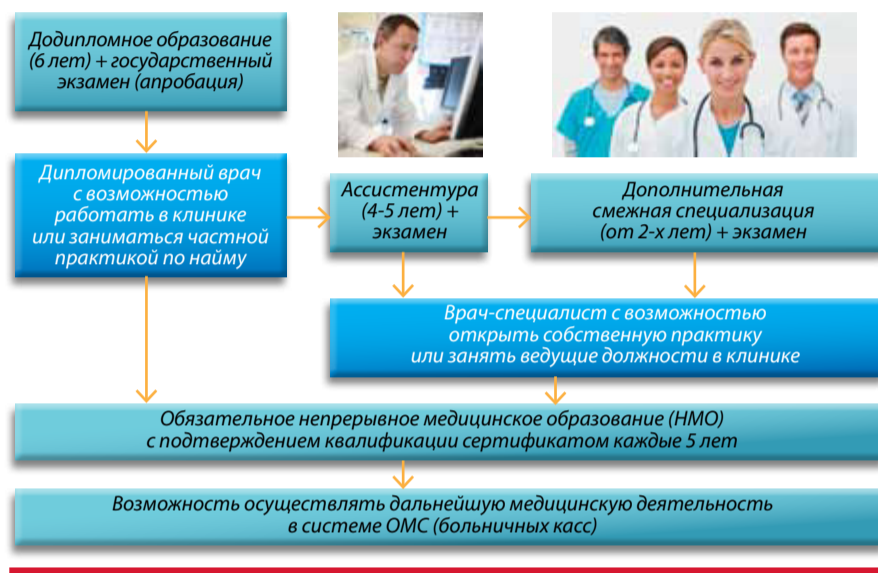 Додипломное образование
(6 лет) + государственный
экзамен (апробация)
Дипломированный врач
с возможностью
работать в клинике
или заниматься частной
практикой по найму
Ассистентура
(4-5 лет) +
экзамен
Дополнительная
смежная специализация
(от 2-х лет) + экзамен
Врач-специалист с возможностью
открыть собственную практику
или занять ведущие должности в клинике
Обязательное непрерывное медицинское образование (НМО)
с подтверждением квалификации сертификатом каждые 5 лет
Возможность осуществлять дальнейшую медицинскую деятельность
в системе ОМС (больничных касс)